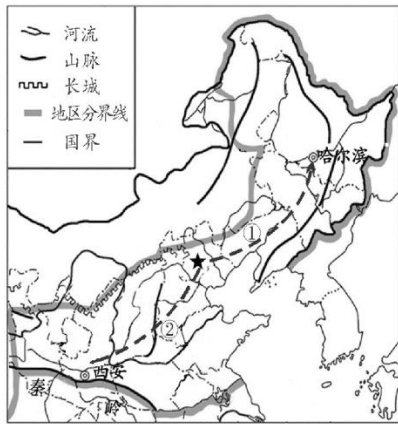 河流
山脉
长城
地区分界线
国界
哈尔滨
①
②
西安
秦
岭